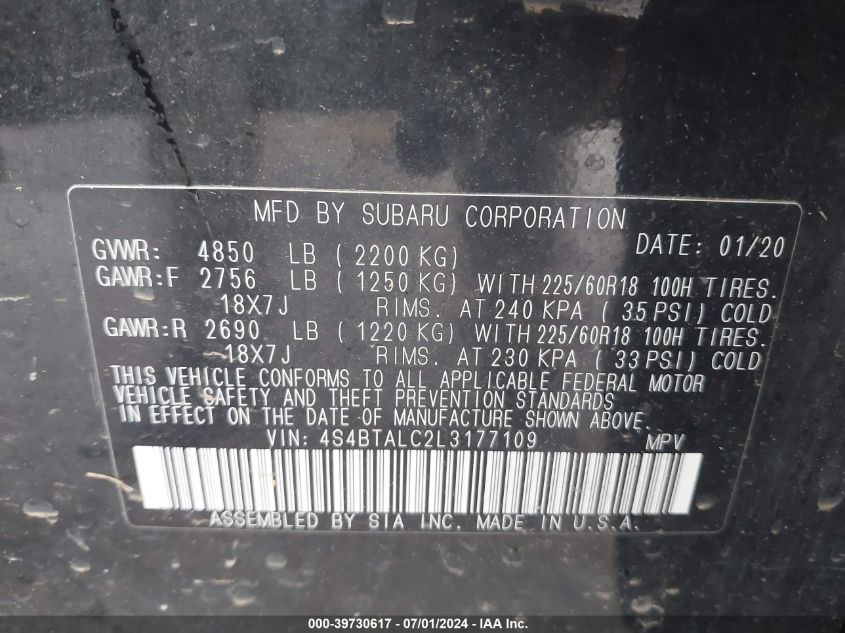 MFD BY SUBARU CORPORATION
GVWR: 4850 LB ( 2200 KG) DATE: 01/20
GAWR:F 2756 LB ( 1250 KG) WITH 225/60R18 100H TIRES.
18X7J RIMS. AT 240 KPA ( 35 PSI) COLD
GAWR:R 2690 LB ( 1220 KG) WITH 225/60R18 100H TIRES.
18X7J RIMS. AT 230 KPA ( 33 PSI) COLD
THIS VEHICLE CONFORMS TO ALL APPLICABLE FEDERAL MOTOR
VEHICLE SAFETY AND THEFT PREVENTION STANDARDS
IN EFFECT ON THE DATE OF MANUFACTURE SHOWN ABOVE.
VIN: 4S4BTALC2L3177109 MPV
ASSEMBLED BY SIA INC. MADE IN U.S.A.
000-39730617 - 07/01/2024 - IAA Inc.